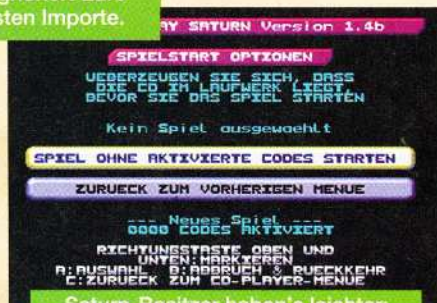 sten Importe.
AY SATURN Version 1.4b
SPIELSTART OPTIONEN
UEBERZEUGEN SIE SICH, DASS
DIE CD IM LAUFWERK LIEGT,
BEVOR SIE DAS SPIEL STARTEN
Kein Spiel ausgewaehlt
SPIEL OHNE AKTIVIERTE CODES STARTEN
ZURUECK ZUM VORHERIGEN MENUE
--- Neues Spiel ---
0000 CODES AKTIVIERT
RICHTUNGSTASTE OBEN UND
UNTEN:MARKIEREN
A:AUSWAHL B:ABBRUCH & RUECKKEHR
C:ZURUECK ZUM CD-PLAYER-MENUE